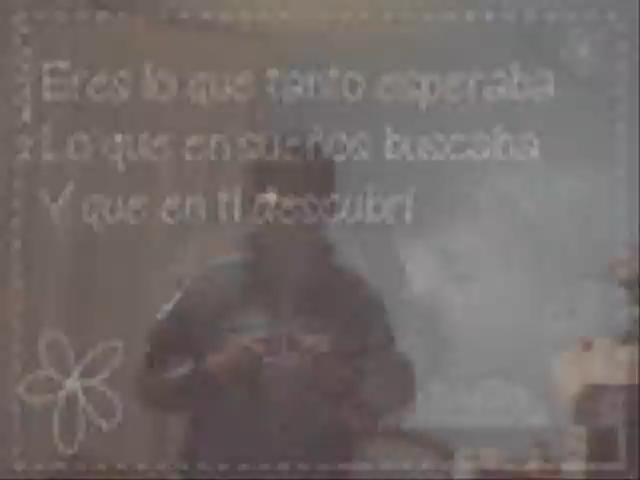 Eres lo que tanto esperaba
Lo que en sueños buscaba
Y que en ti descubrí